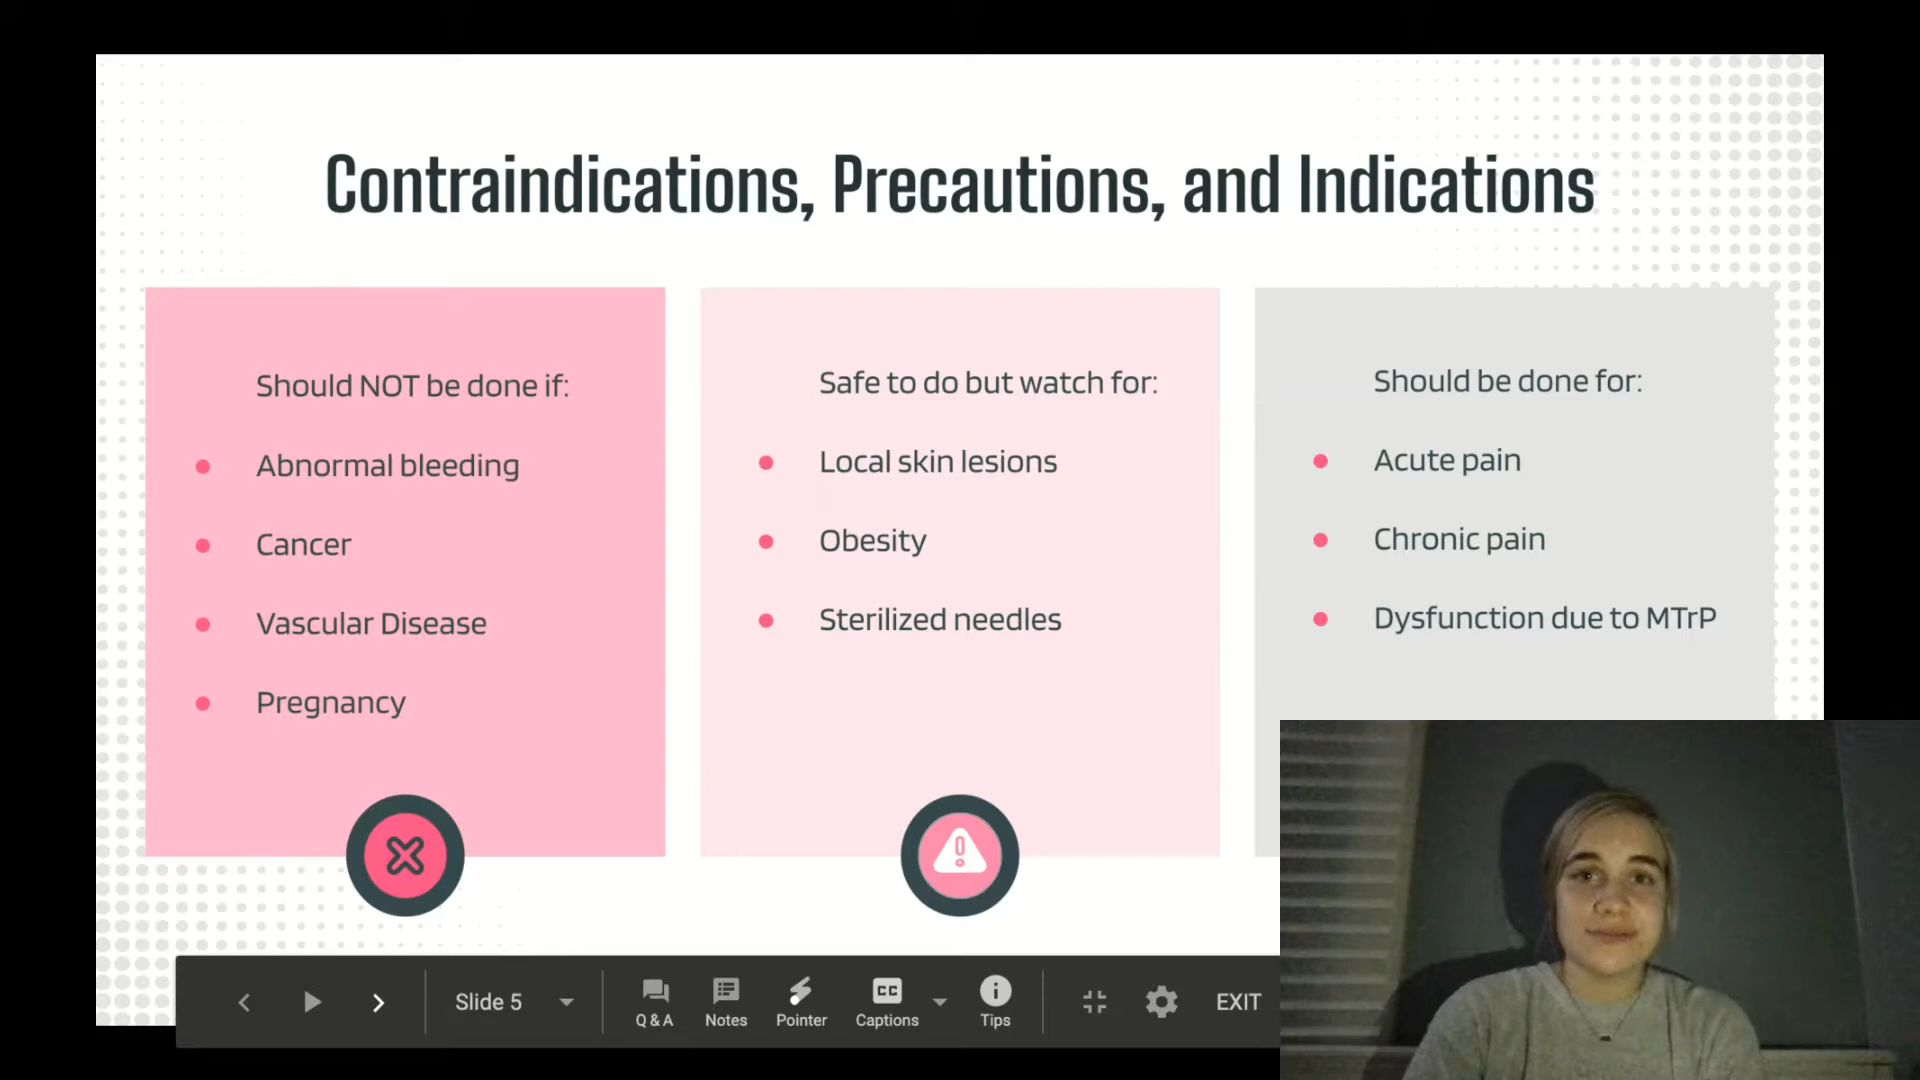 Contraindications, Precautions, and Indications
Should NOT be done if:
Abnormal bleeding
Cancer
Vascular Disease
Pregnancy
Safe to do but watch for:
Local skin lesions
Obesity
Sterilized needles
Should be done for:
Acute pain
Chronic pain
Dysfunction due to MTrP
Slide 5
Q & A
Notes
Pointer
CC
Captions
Tips
EXIT